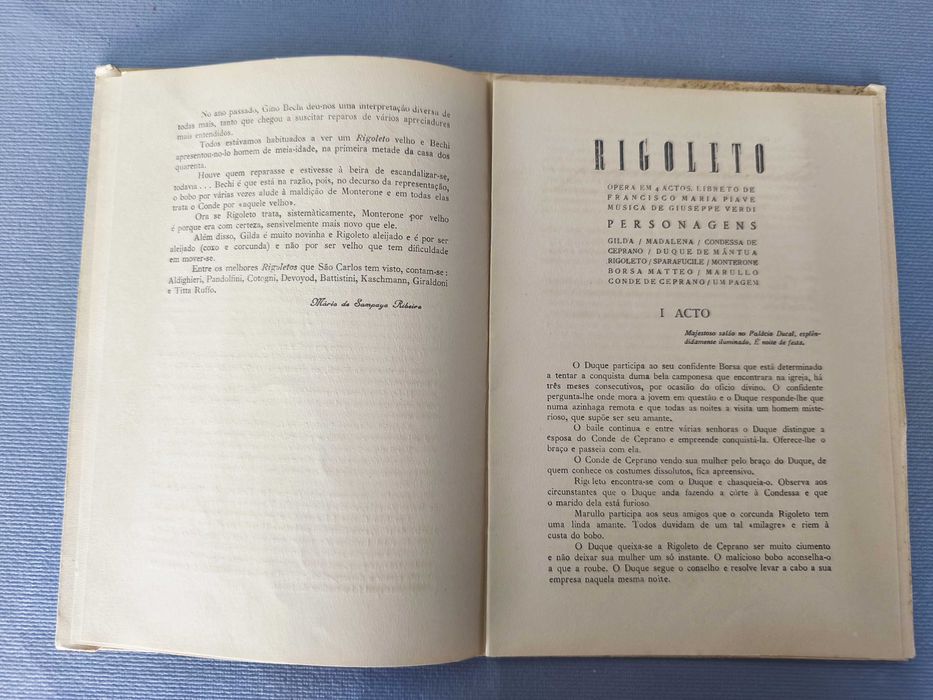 No ano passado, Gino Bechi deu-nos uma interpretação diversa de
todas mais, tanto que chegou a suscitar reparos de vários apreciadores
mais entendidos.
Todos estávamos habituados a ver um Rigoleto velho e Bechi
apresentou-no-lo homem de meia-idade, na primeira metade da casa dos
quarenta.
Houve quem reparasse e estivesse à beira de escandalizar-se,
todavia... Bechi é que está na razão, pois, no decurso da representação,
o bobo por várias vezes alude à maldição de Monterone e em todas elas
trata o Conde por «aquele velho».
Ora se Rigoleto trata, sistemàticamente, Monterone por velho
é porque era com certeza, sensivelmente mais novo que ele.
Além disso, Gilda é muito novinha e Rigoleto aleijado e é por ser
aleijado (coxo e corcunda) e não por ser velho que tem dificuldade
em mover-se.
Entre os melhores Rigoletos que São Carlos tem visto, contam-se:
Aldighieri, Pandolfini, Cotogni, Devoyod, Battistini, Kaschmann, Giraldoni
e Titta Ruffo.
Mário de Sampayo Ribeiro
RIGOLETO
OPERA EM 4 ACTOS. LIBRETO DE
FRANCISCO MARIA PIAVE
MÚSICA DE GIUSEPPE VERDI
PERSONAGENS
GILDA / MADALENA / CONDESSA DE
CEPRANO / DUQUE DE MÂNTUA
RIGOLETO / SPARAFUCILE / MONTERONE
BORSA MATTEO / MARULLO
CONDE DE CEPRANO / UM PAGEM
I ACTO
Majestoso salão no Palácio Ducal, esplên-
didamente iluminado. É noite de festa.
O Duque participa ao seu confidente Borsa que está determinado
a tentar a conquista duma bela camponesa que encontrara na igreja, há
três meses consecutivos, por ocasião do ofício divino. O confidente
pergunta-lhe onde mora a jovem em questão e o Duque responde-lhe que
numa azinhaga remota e que todas as noites a visita um homem miste-
rioso, que supõe ser seu amante.
O baile continua e entre várias senhoras o Duque distingue a
esposa do Conde de Ceprano e empreende conquistá-la. Oferece-lhe o
braço e passeia com ela.
O Conde de Ceprano vendo sua mulher pelo braço do Duque, de
quem conhece os costumes dissolutos, fica apreensivo.
Rigoleto encontra-se com o Duque e chasqueia-o. Observa aos
circunstantes que o Duque anda fazendo a côrte à Condessa e que
o marido dela está furioso
Marullo participa aos seus amigos que o corcunda Rigoleto tem
uma linda amante. Todos duvidam de um tal «milagre» e riem à
custa do bobo.
O Duque queixa-se a Rigoleto de Ceprano ser muito ciumento
e não deixar sua mulher um só instante. O malicioso bobo aconselha-o
a que a roube. O Duque segue o conselho e resolve levar a cabo a sua
empresa naquela mesma noite.